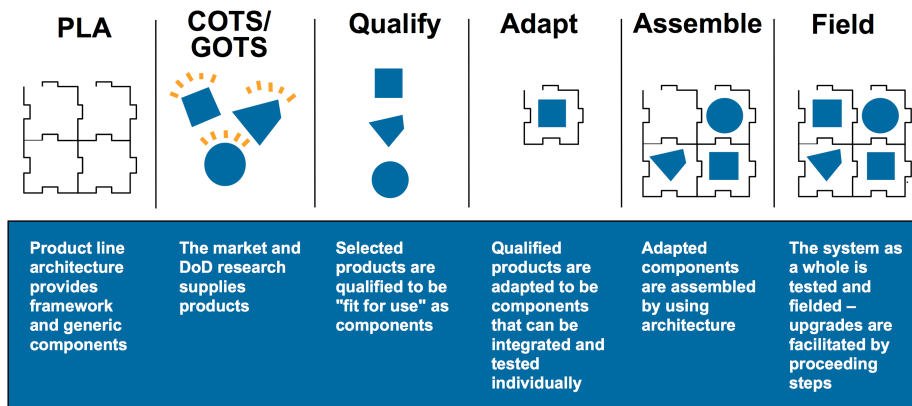 PLA
COTS/
GOTS
Qualify
Adapt
Assemble
Field
Product line
architecture
provides
framework
and generic
components
The market and
DoD research
supplies
products
Selected
products are
qualified to be
"fit for use" as
components
Qualified
products are
adapted to be
components
that can be
integrated and
tested
individually
Adapted
components
are assembled
by using
architecture
The system as
a whole is
tested and
fielded –
upgrades are
facilitated by
proceeding
steps